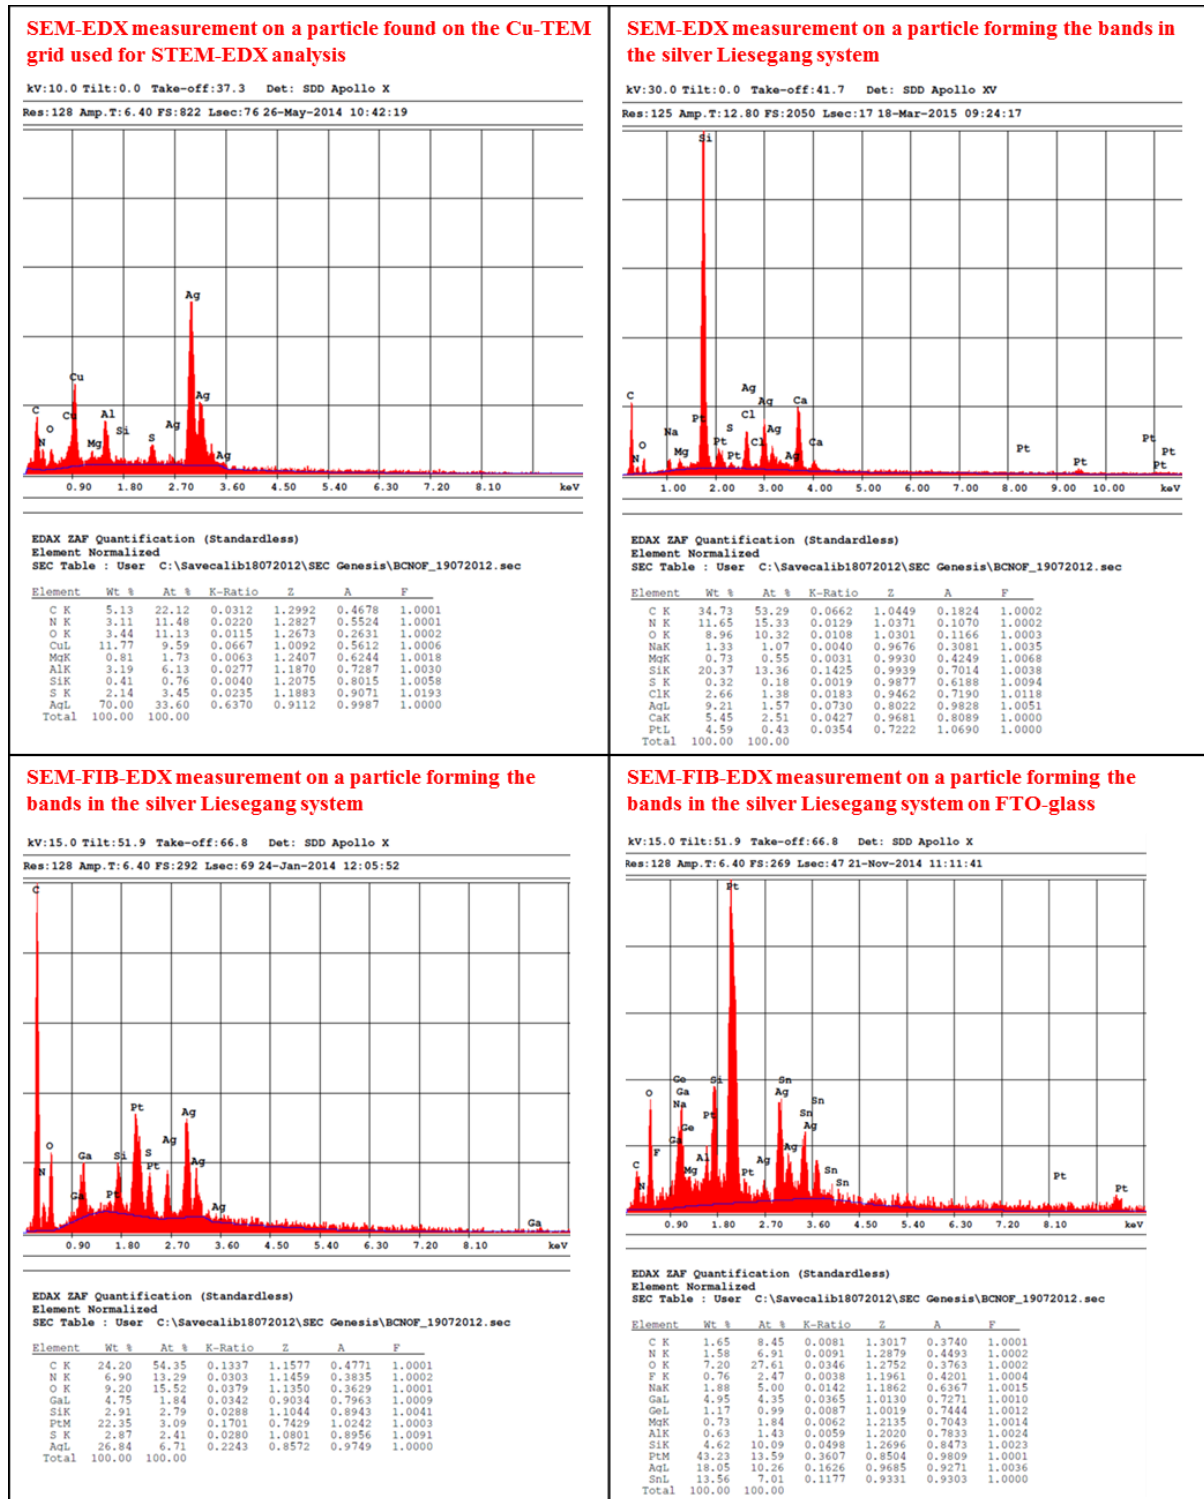 SEM-EDX measurement on a particle found on the Cu-TEM
grid used for STEM-EDX analysis
kV:10.0 Tilt:0.0 Take-off:37.3 Det: SDD Apollo X
Res:128 Amp.T:6.40 FS:822 Lsec:76 26-May-2014 10:42:19
Ag
Cu
Ag
C
O
Cu
Al
Ag
Si
N
Mg
S
Ag
0.90 1.80 2.70 3.60 4.50 5.40 6.30 7.20 8.10 keV
EDAX ZAF Quantification (Standardless)
Element Normalized
SEC Table : User C:\Savecalib18072012\SEC Genesis\BCNOF_19072012.sec
Element Wt % At % K-Ratio Z A F
C K 5.13 22.12 0.0312 1.2992 0.4678 1.0001
N K 3.11 11.48 0.0220 1.2827 0.5524 1.0001
O K 3.44 11.13 0.0115 1.2673 0.2631 1.0002
CuL 11.77 9.59 0.0667 1.0092 0.5612 1.0006
MgK 0.81 1.73 0.0063 1.2407 0.6244 1.0018
AlK 3.19 6.13 0.0277 1.1870 0.7287 1.0030
SiK 0.41 0.76 0.0040 1.2075 0.8015 1.0058
S K 2.14 3.45 0.0235 1.1883 0.9071 1.0193
AgL 70.00 33.60 0.6370 0.9112 0.9987 1.0000
Total 100.00 100.00
SEM-EDX measurement on a particle forming the bands in
the silver Liesegang system
kV:30.0 Tilt:0.0 Take-off:41.7 Det: SDD Apollo XV
Res:125 Amp.T:12.80 FS:2050 Lsec:17 18-Mar-2015 09:24:17
Si
Ag
C
Ag
Ca
Pt
Cl
Na
S
Ag
O
Pt
Cl
Ca
Pt
Pt
Mg
N
Pt
Ag
Pt
Pt
Pt
1.00 2.00 3.00 4.00 5.00 6.00 7.00 8.00 9.00 10.00 keV
EDAX ZAF Quantification (Standardless)
Element Normalized
SEC Table : User C:\Savecalib18072012\SEC Genesis\BCNOF_19072012.sec
Element Wt % At % K-Ratio Z A F
C K 34.73 53.29 0.0662 1.0449 0.1824 1.0002
N K 11.65 15.33 0.0129 1.0371 0.1070 1.0002
O K 8.96 10.32 0.0108 1.0301 0.1166 1.0003
NaK 1.33 1.07 0.0040 0.9676 0.3081 1.0035
MgK 0.73 0.55 0.0031 0.9930 0.4249 1.0068
SiK 20.37 13.36 0.1425 0.9939 0.7014 1.0038
S K 0.32 0.18 0.0019 0.9877 0.6188 1.0094
ClK 2.66 1.38 0.0183 0.9462 0.7190 1.0118
AgL 9.21 1.57 0.0730 0.8022 0.9828 1.0051
CaK 5.45 2.51 0.0427 0.9681 0.8089 1.0000
PtL 4.59 0.43 0.0354 0.7222 1.0690 1.0000
Total 100.00 100.00
SEM-FIB-EDX measurement on a particle forming the
bands in the silver Liesegang system
kV:15.0 Tilt:51.9 Take-off:66.8 Det: SDD Apollo X
Res:128 Amp.T:6.40 FS:292 Lsec:69 24-Jan-2014 12:05:52
C
Pt
Ag
O
Ag
Ga
Si
S
Pt
Ag
N
Ga
Pt
Ag
Ga
0.90 1.80 2.70 3.60 4.50 5.40 6.30 7.20 8.10 keV
EDAX ZAF Quantification (Standardless)
Element Normalized
SEC Table : User C:\Savecalib18072012\SEC Genesis\BCNOF_19072012.sec
Element Wt % At % K-Ratio Z A F
C K 24.20 54.35 0.1337 1.1577 0.4771 1.0001
N K 6.90 13.29 0.0303 1.1459 0.3835 1.0002
O K 9.20 15.52 0.0379 1.1350 0.3629 1.0001
GaL 4.75 1.84 0.0342 0.9034 0.7963 1.0009
SiK 2.91 2.79 0.0288 1.1044 0.8943 1.0041
PtM 22.35 3.09 0.1701 0.7429 1.0242 1.0003
S K 2.87 2.41 0.0280 1.0801 0.8956 1.0091
AgL 26.84 6.71 0.2243 0.8572 0.9749 1.0000
Total 100.00 100.00
SEM-FIB-EDX measurement on a particle forming the
bands in the silver Liesegang system on FTO-glass
kV:15.0 Tilt:51.9 Take-off:66.8 Det: SDD Apollo X
Res:128 Amp.T:6.40 FS:269 Lsec:47 21-Nov-2014 11:11:41
Pt
Ge
Si
Sn
O
Ga
Ag
Na
Sn
Pt
Sn
Ge
Ag
Ga
F
Al
Ag
Ag
C
Mg
Pt
Sn
N
Sn
Pt
Pt
0.90 1.80 2.70 3.60 4.50 5.40 6.30 7.20 8.10 keV
EDAX ZAF Quantification (Standardless)
Element Normalized
SEC Table : User C:\Savecalib18072012\SEC Genesis\BCNOF_19072012.sec
Element Wt % At % K-Ratio Z A F
C K 1.65 8.45 0.0081 1.3017 0.3740 1.0001
N K 1.58 6.91 0.0091 1.2879 0.4493 1.0002
O K 7.20 27.61 0.0346 1.2752 0.3763 1.0002
F K 0.76 2.47 0.0038 1.1961 0.4201 1.0004
NaK 1.88 5.00 0.0142 1.1862 0.6367 1.0015
GaL 4.95 4.35 0.0365 1.0130 0.7271 1.0010
GeL 1.17 0.99 0.0087 1.0019 0.7444 1.0012
MgK 0.73 1.84 0.0062 1.2135 0.7043 1.0014
AlK 0.63 1.43 0.0059 1.2020 0.7833 1.0024
SiK 4.62 10.09 0.0498 1.2696 0.8473 1.0023
PtM 43.23 13.59 0.3607 0.8504 0.9809 1.0001
AgL 18.05 10.26 0.1626 0.9685 0.9271 1.0036
SnL 13.56 7.01 0.1177 0.9331 0.9303 1.0000
Total 100.00 100.00